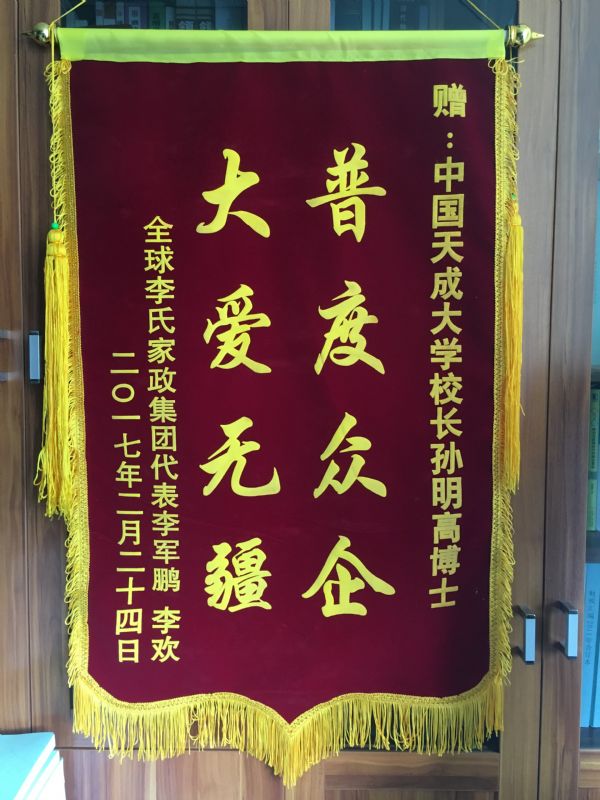 赠：中国天成大学校长孙明高博士
普度众企
大爱无疆
全球李氏家政集团代表李军鹏 李欢
二〇一七年二月二十四日